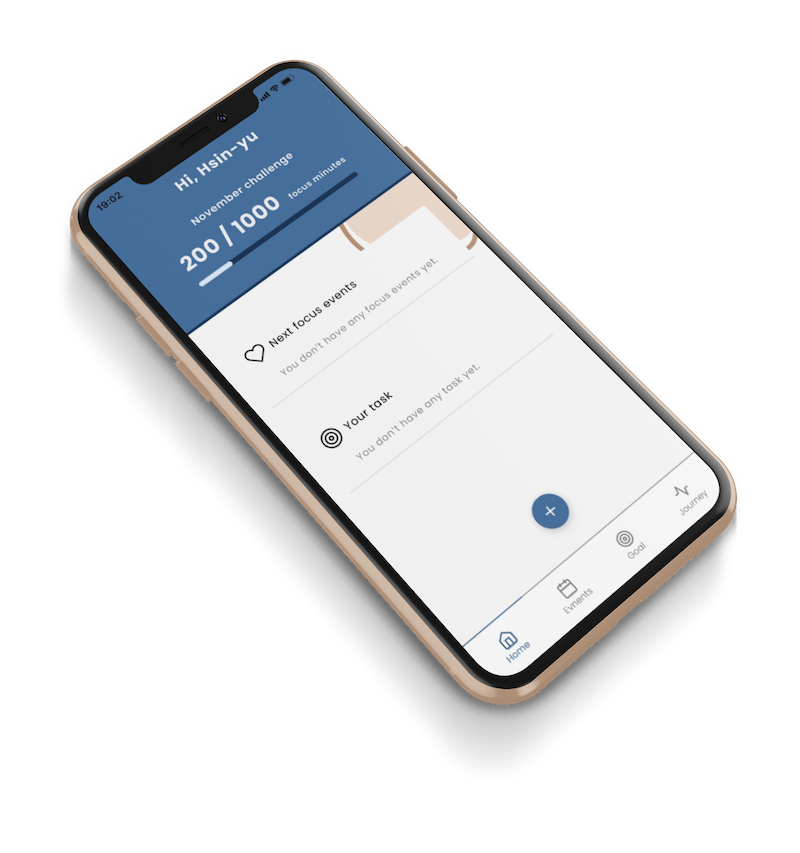 19:02
Hi, Hsin-yu
November challenge
200 / 1000 focus minutes
Next focus events
You don't have any focus events yet.
Your task
You don't have any task yet.
+
Home
Evnents
Goal
Journey